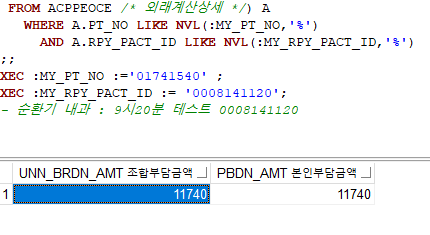 FROM ACPPEOCE /* 외래계산상세 */) A
WHERE A.PT_NO LIKE NVL(:MY_PT_NO,'%')
AND A.RPY_PACT_ID LIKE NVL(:MY_RPY_PACT_ID,'%')
;;
XEC :MY_PT_NO :='01741540' ;
XEC :MY_RPY_PACT_ID := '0008141120';
- 순환기 내과 : 9시20분 테스트 0008141120
UNN_BRDN_AMT 조합부담금액 PBDN_AMT 본인부담금액
1 11740 11740